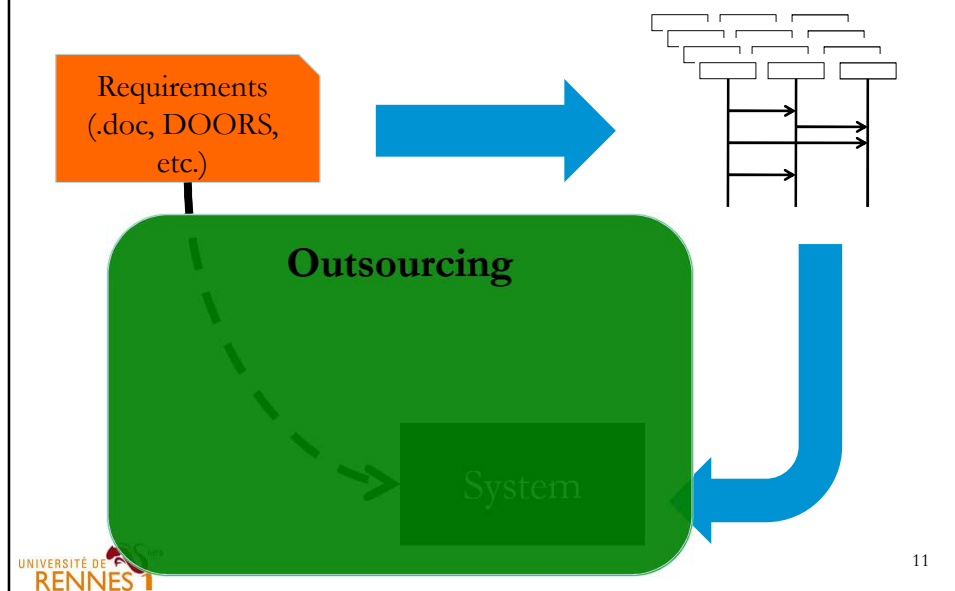 Requirements
(.doc, DOORS,
etc.)
Outsourcing
System
UNIVERSITÉ DE
RENNES 1
11